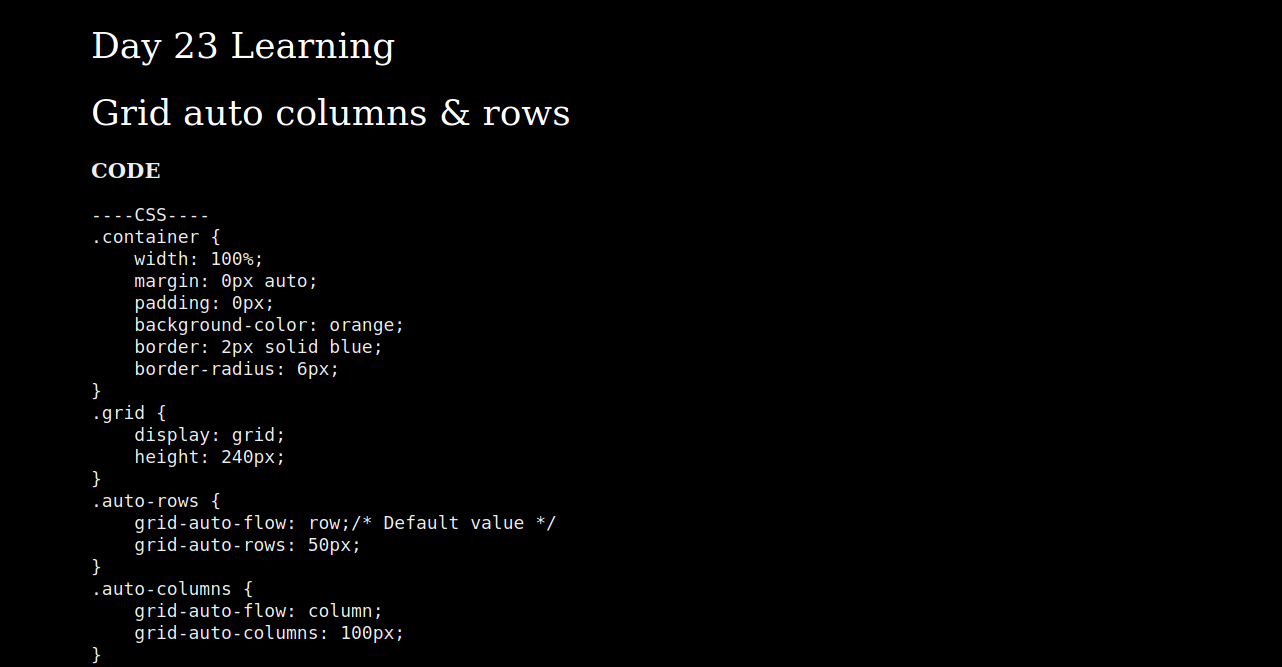 Day 23 Learning
Grid auto columns & rows
CODE
----CSS----
.container {
    width: 100%;
    margin: 0px auto;
    padding: 0px;
    background-color: orange;
    border: 2px solid blue;
    border-radius: 6px;
}
.grid {
    display: grid;
    height: 240px;
}
.auto-rows {
    grid-auto-flow: row;/* Default value */
    grid-auto-rows: 50px;
}
.auto-columns {
    grid-auto-flow: column;
    grid-auto-columns: 100px;
}